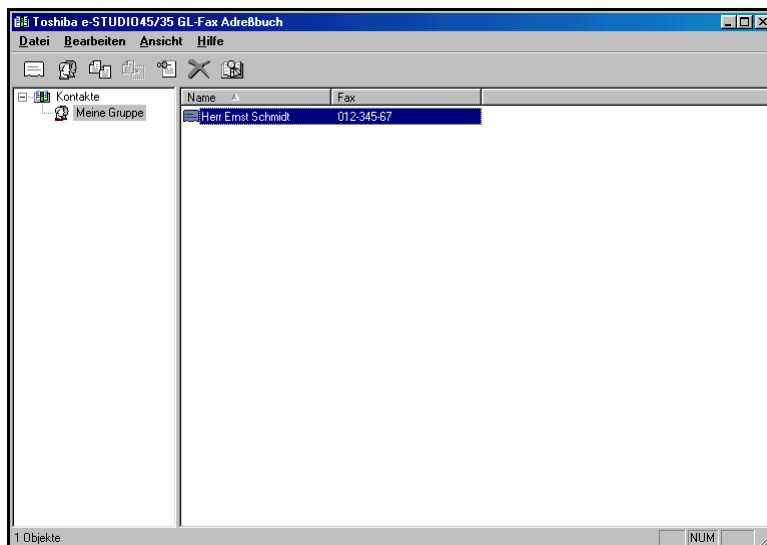 Toshiba e-STUDIO45/35 GL-Fax Adreßbuch
Datei Bearbeiten Ansicht Hilfe
Kontakte
Meine Gruppe
Name Fax
Herr Ernst Schmidt 012-345-67
1 Objekte NUM